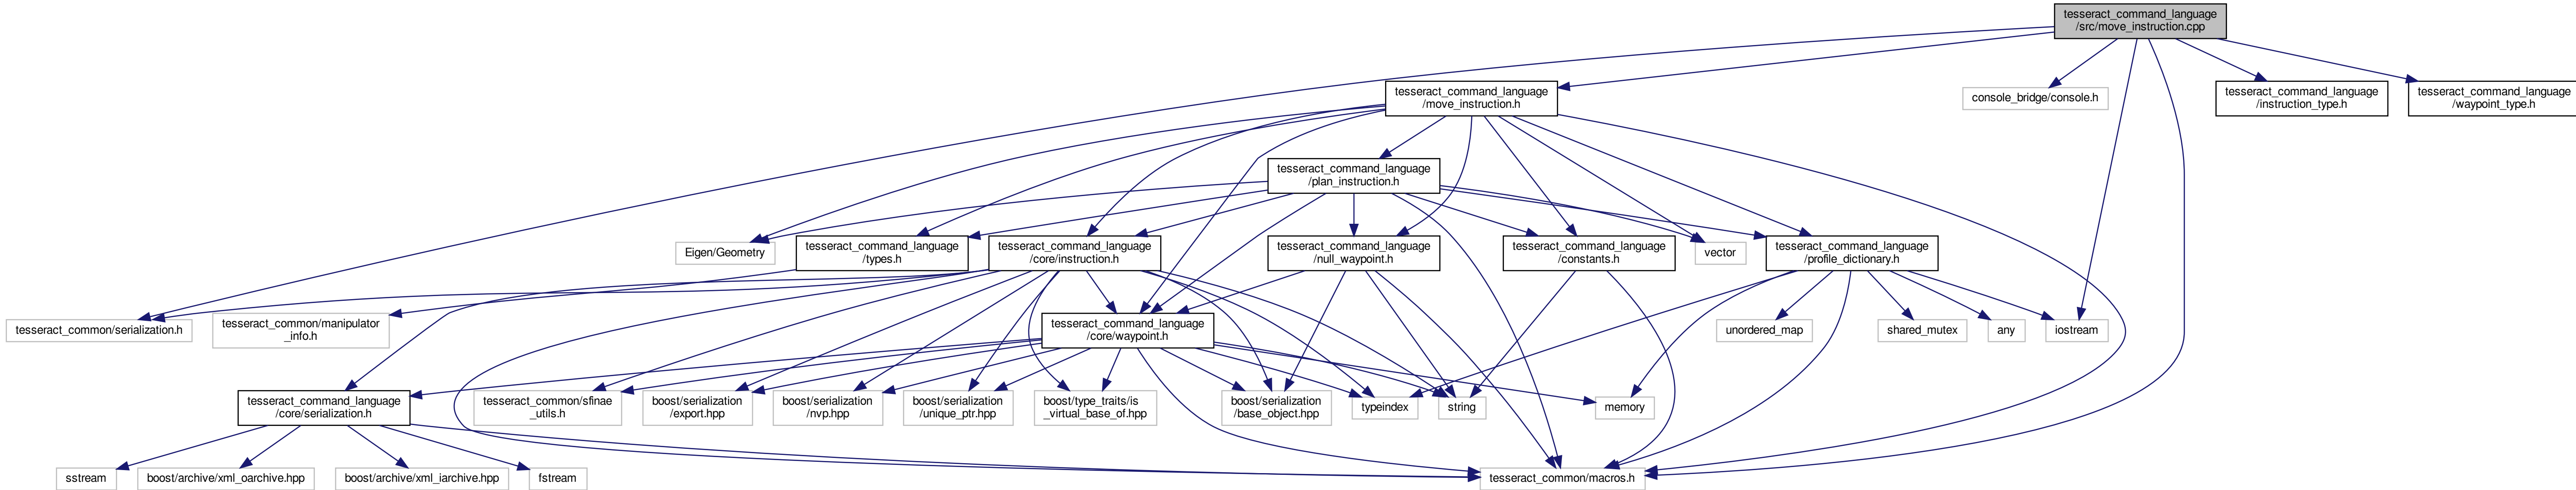 tesseract_command_language
/src/move_instruction.cpp
tesseract_command_language
/move_instruction.h
console_bridge/console.h
tesseract_command_language
/instruction_type.h
tesseract_command_language
/waypoint_type.h
tesseract_command_language
/plan_instruction.h
Eigen/Geometry
tesseract_command_language
/types.h
tesseract_command_language
/core/instruction.h
tesseract_command_language
/null_waypoint.h
tesseract_command_language
/constants.h
vector
tesseract_command_language
/profile_dictionary.h
tesseract_common/serialization.h
tesseract_common/manipulator
_info.h
tesseract_command_language
/core/waypoint.h
unordered_map
shared_mutex
any
iostream
tesseract_command_language
/core/serialization.h
tesseract_common/sfinae
_utils.h
boost/serialization
/export.hpp
boost/serialization
/nvp.hpp
boost/serialization
/unique_ptr.hpp
boost/type_traits/is
_virtual_base_of.hpp
boost/serialization
/base_object.hpp
typeindex
string
memory
sstream
boost/archive/xml_oarchive.hpp
boost/archive/xml_iarchive.hpp
fstream
tesseract_common/macros.h